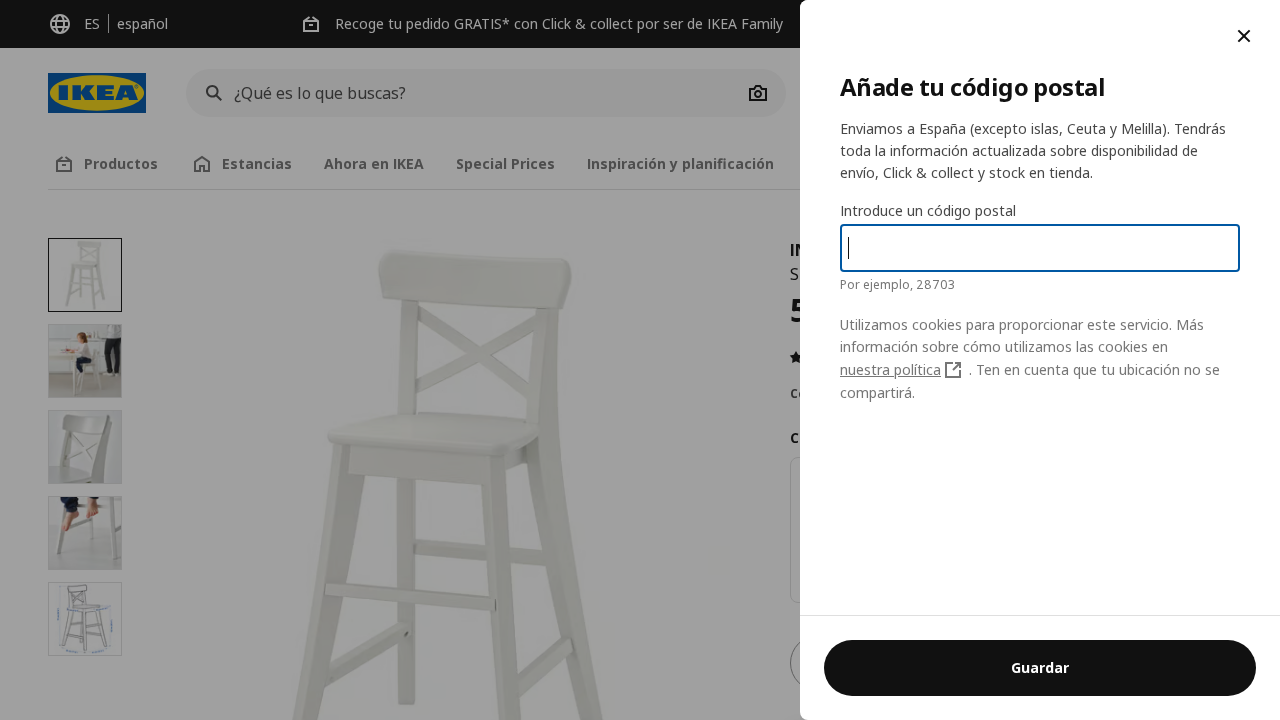 ES
español
Recoge tu pedido GRATIS* con Click & collect por ser de IKEA Family
IKEA
¿Qué es lo que buscas?
Productos
Estancias
Ahora en IKEA
Special Prices
Inspiración y planificación
Añade tu código postal
Enviamos a España (excepto islas, Ceuta y Melilla). Tendrás
toda la información actualizada sobre disponibilidad de
envío, Click & collect y stock en tienda.
Introduce un código postal
Por ejemplo, 28703
Utilizamos cookies para proporcionar este servicio. Más
información sobre cómo utilizamos las cookies en
nuestra política . Ten en cuenta que tu ubicación no se
compartirá.
Guardar